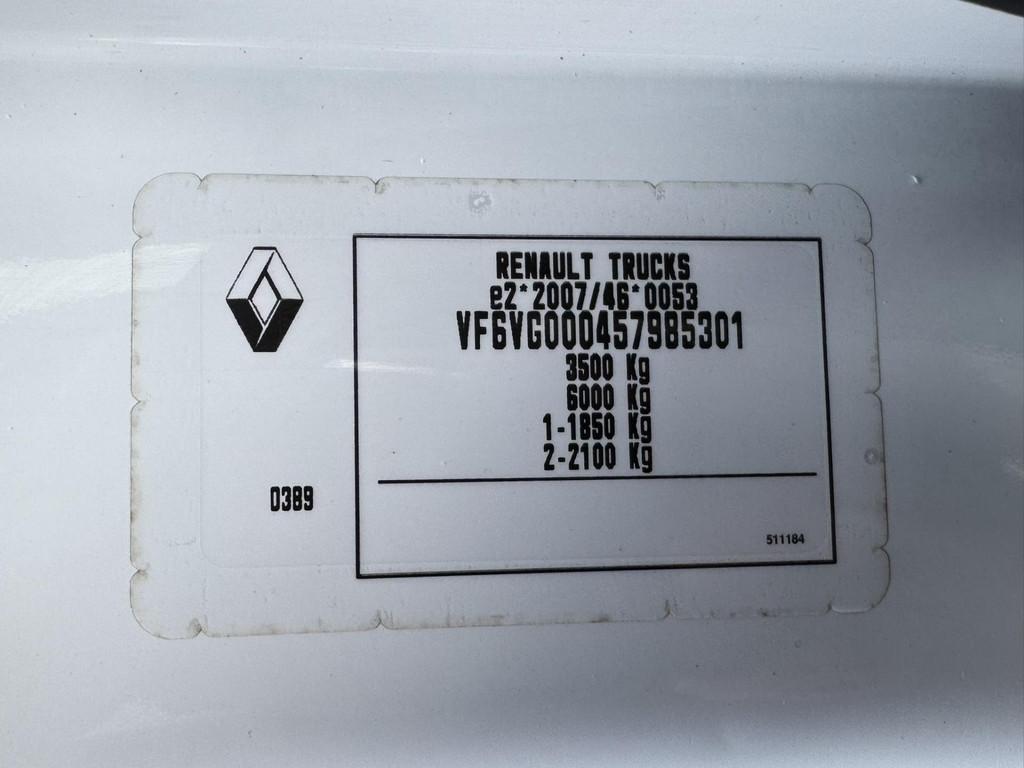 RENAULT TRUCKS
e2*2007/46*0053
VF6VG000457985301
3500 Kg
6000 Kg
1-1850 Kg
2-2100 Kg
0389
511184